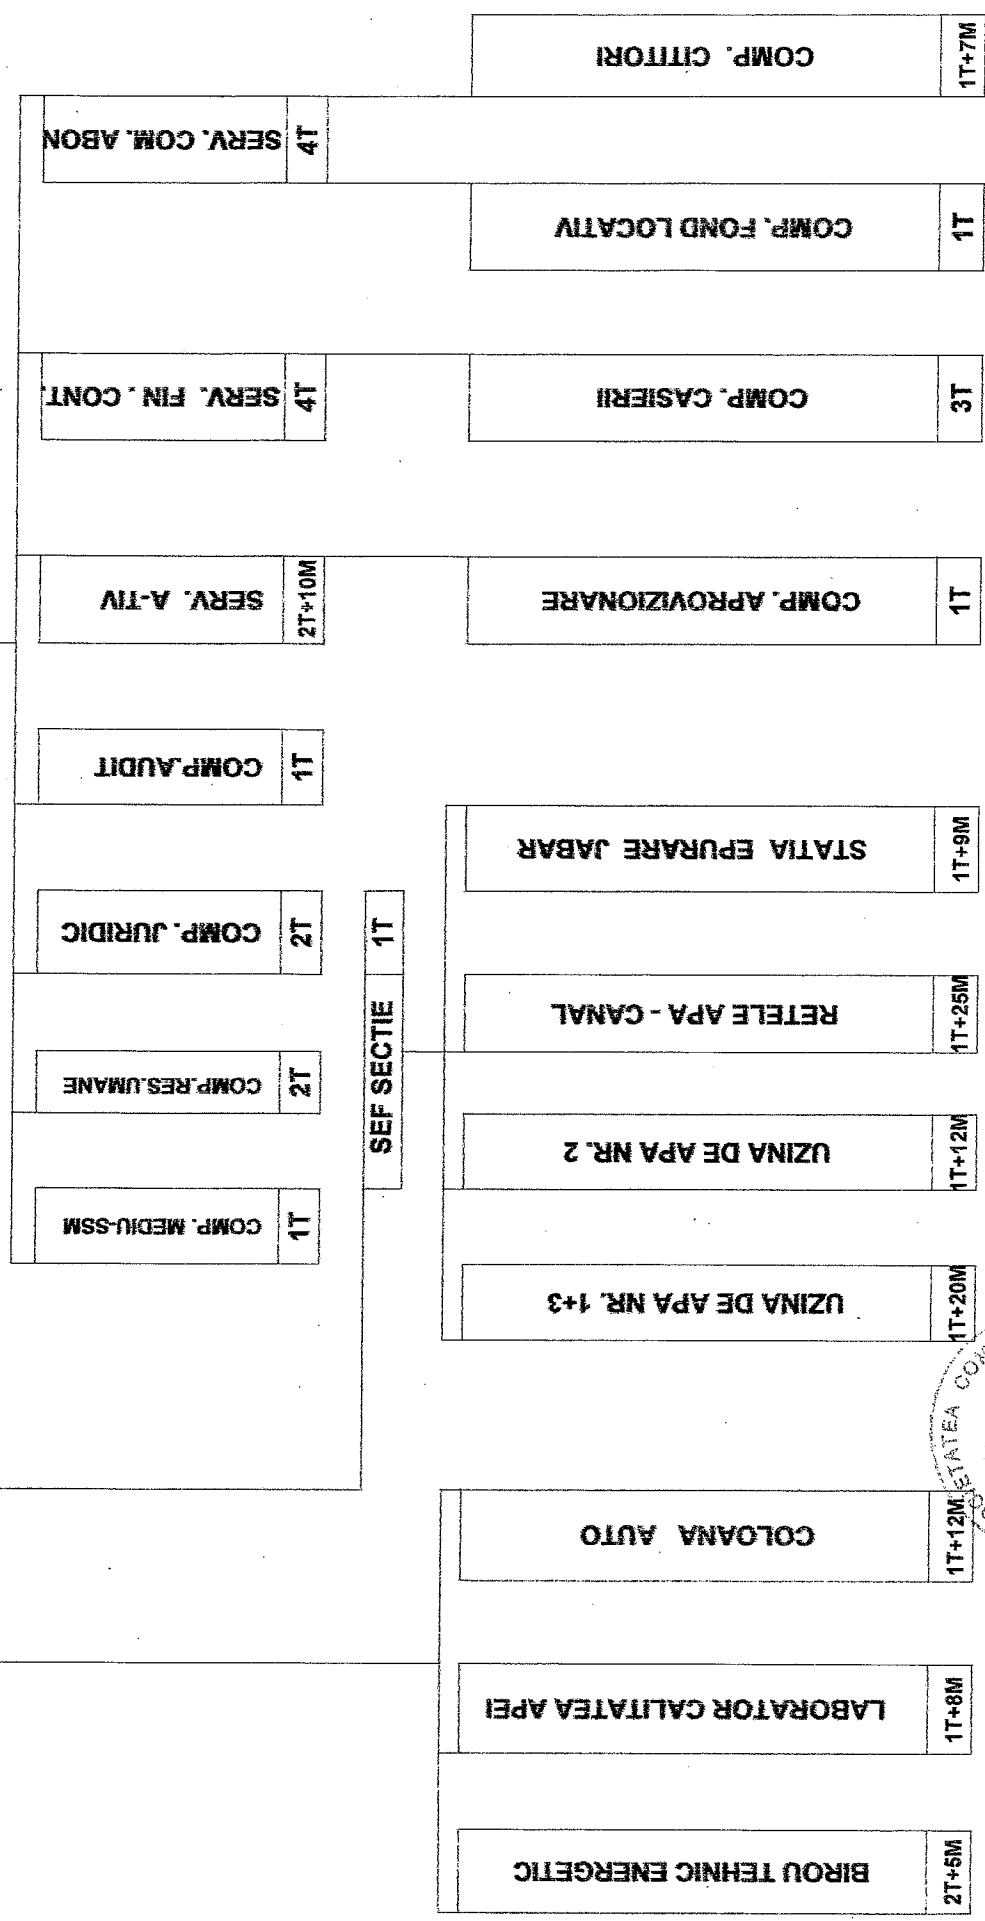 COMP. CITITORI
1T+7M
SERV. COM. ABON
4T
COMP. FOND LOCATIV
1T
SERV. FIN. CONT.
4T
COMP. CASIERII
3T
SERV. A-TIV
2T+10M
COMP. APROVIZIONARE
1T
COMP.AUDIT
1T
STATIA EPURARE JABAR
1T+9M
COMP. JURIDIC
2T
SEF SECTIE
1T
RETELE APA - CANAL
1T+25M
COMP.RES.UMANE
2T
UZINA DE APA NR. 2
1T+12M
COMP. MEDIU-SSM
1T
UZINA DE APA NR. 1+3
1T+20M
COLOANA AUTO
1T+12M
LABORATOR CALITATEA APEI
1T+8M
BIROU TEHNIC ENERGETIC
2T+5M